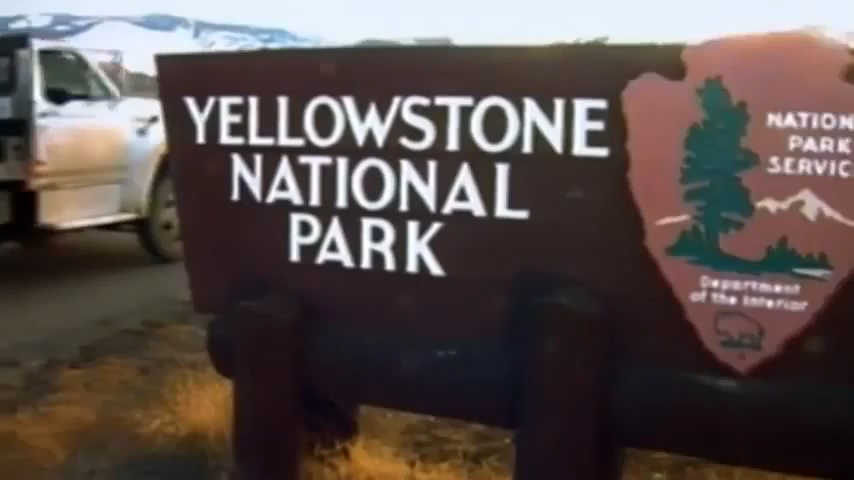 YELLOWSTONE
NATIONAL
PARK
NATION
PARK
SERVIC
Department
of the Interior